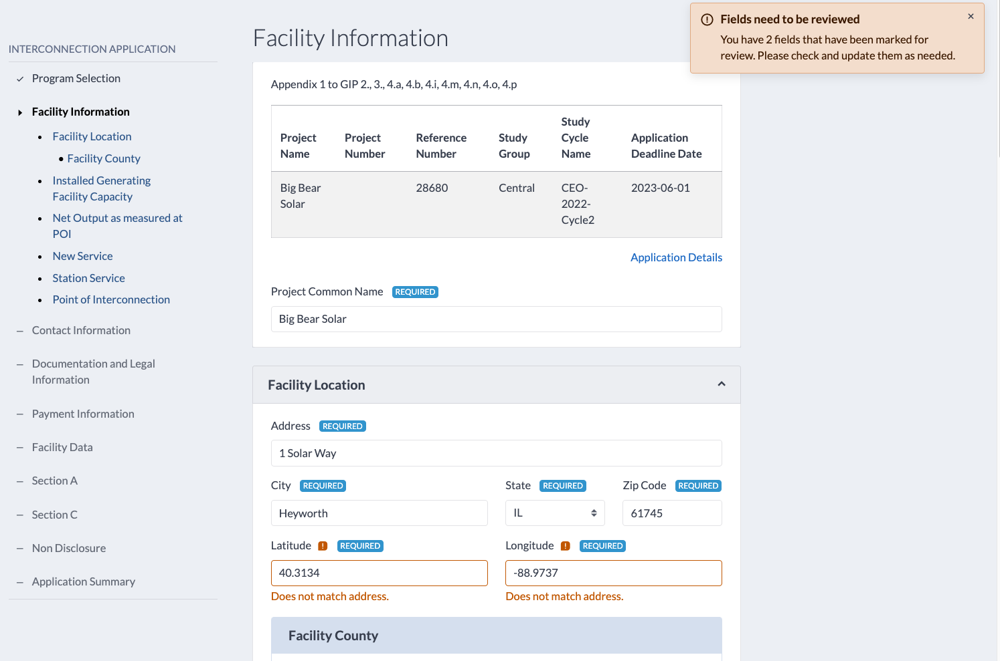 Fields need to be reviewed
You have 2 fields that have been marked for
review. Please check and update them as needed.
INTERCONNECTION APPLICATION
Program Selection
Facility Information
Facility Location
Facility County
Installed Generating
Facility Capacity
Net Output as measured at
POI
New Service
Station Service
Point of Interconnection
Contact Information
Documentation and Legal
Information
Payment Information
Facility Data
Section A
Section C
Non Disclosure
Application Summary
Facility Information
Appendix 1 to GIP 2., 3., 4.a, 4.b, 4.i, 4.m, 4.n, 4.o, 4.p
Project Name Project Number Reference Number Study Group Study Cycle Name Application Deadline Date
Big Bear Solar 28680 Central CEO-2022-Cycle2 2023-06-01
Application Details
Project Common Name REQUIRED
Big Bear Solar
Facility Location
Address REQUIRED
1 Solar Way
City REQUIRED State REQUIRED Zip Code REQUIRED
Heyworth IL 61745
Latitude ! REQUIRED Longitude ! REQUIRED
40.3134 -88.9737
Does not match address. Does not match address.
Facility County